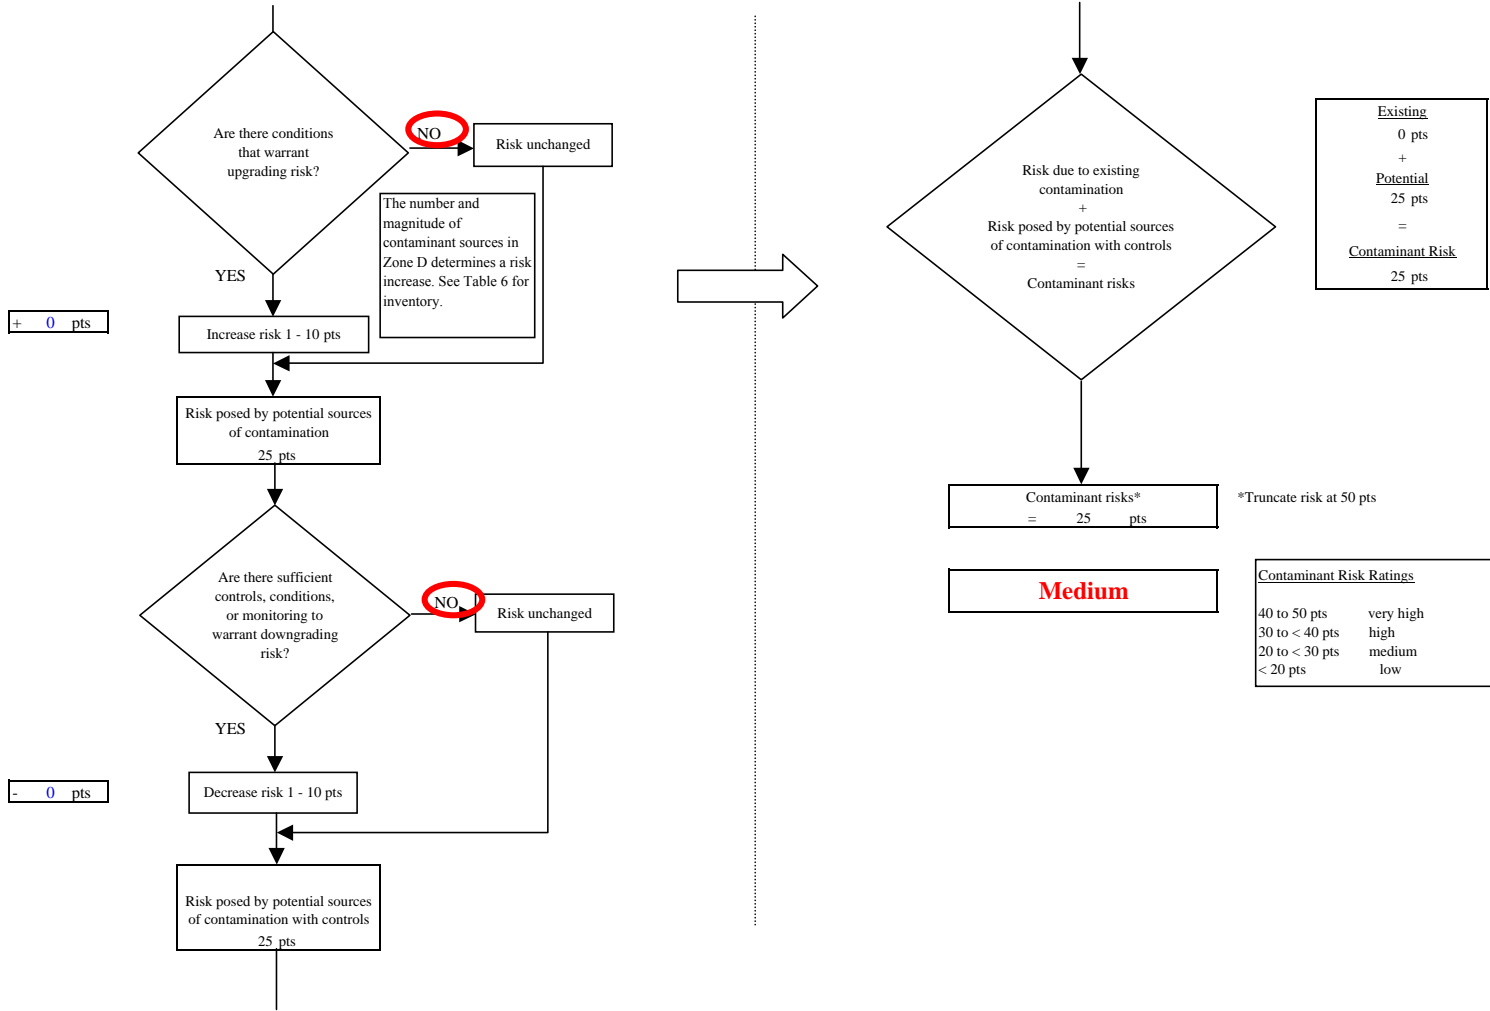 Are there conditions
that warrant
upgrading risk?
NO
Risk unchanged
The number and
magnitude of
contaminant sources in
Zone D determines a risk
increase. See Table 6 for
inventory.
YES
+ 0 pts
Increase risk 1 - 10 pts
Risk posed by potential sources
of contamination
25 pts
Are there sufficient
controls, conditions,
or monitoring to
warrant downgrading
risk?
NO
Risk unchanged
YES
- 0 pts
Decrease risk 1 - 10 pts
Risk posed by potential sources
of contamination with controls
25 pts
Risk due to existing
contamination
+
Risk posed by potential sources
of contamination with controls
=
Contaminant risks
Existing
0 pts
+
Potential
25 pts
=
Contaminant Risk
25 pts
Contaminant risks*
= 25 pts
*Truncate risk at 50 pts
Medium
Contaminant Risk Ratings
40 to 50 pts very high
30 to < 40 pts high
20 to < 30 pts medium
< 20 pts low